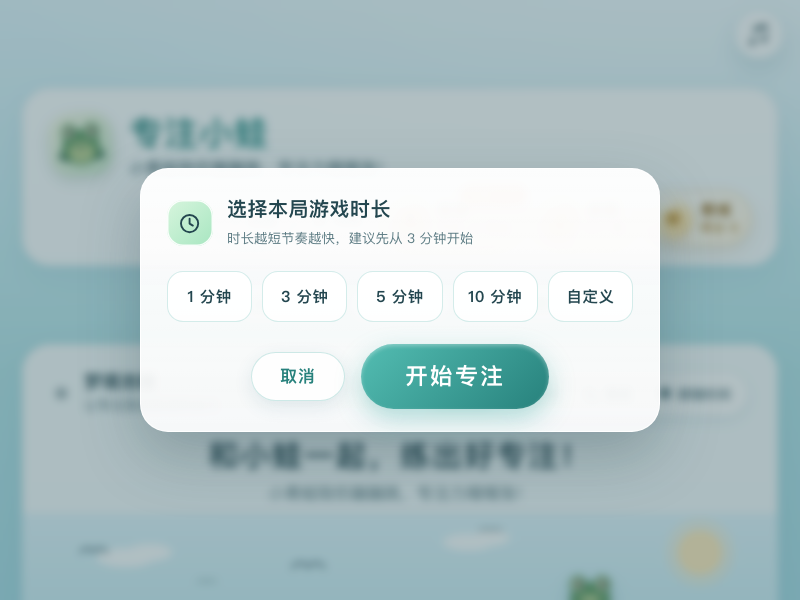 专注小蛙
选择本局游戏时长
时长越短节奏越快，建议先从 3 分钟开始
1 分钟
3 分钟
5 分钟
10 分钟
自定义
取消
开始专注
和小蛙一起，练出好专注！